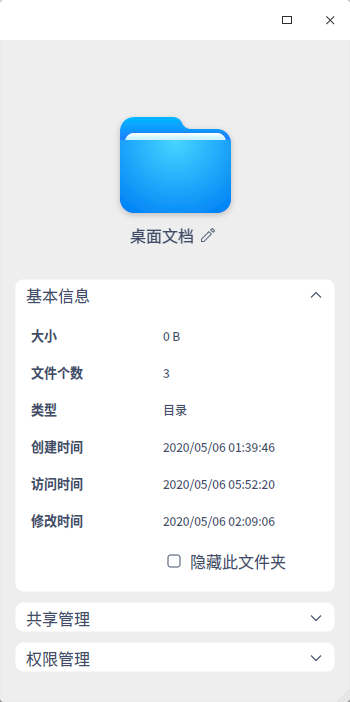 桌面文档
基本信息
大小 0 B
文件个数 3
类型 目录
创建时间 2020/05/06 01:39:46
访问时间 2020/05/06 05:52:20
修改时间 2020/05/06 02:09:06
隐藏此文件夹
共享管理
权限管理